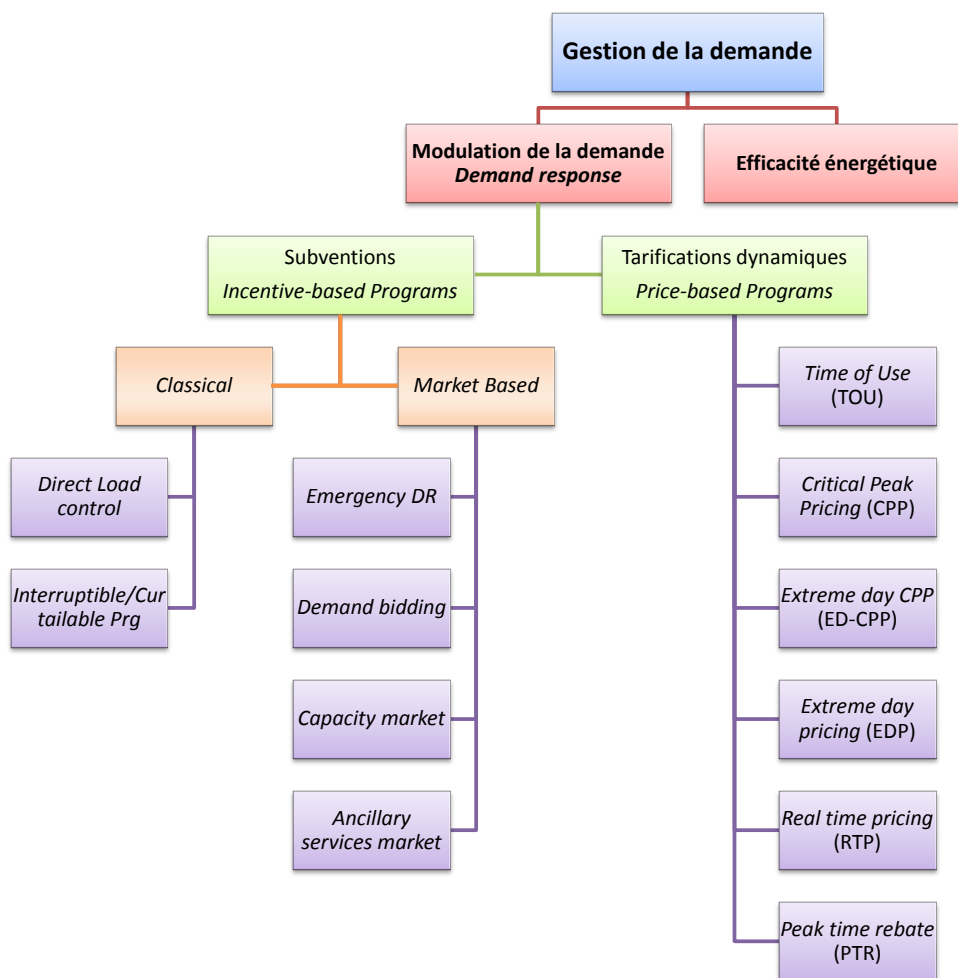 Gestion de la demande
Modulation de la demande
Demand response
Efficacité énergétique
Subventions
Incentive-based Programs
Tarifications dynamiques
Price-based Programs
Classical
Market Based
Direct Load
control
Interruptible/Cur
tailable Prg
Emergency DR
Demand bidding
Capacity market
Ancillary
services market
Time of Use
(TOU)
Critical Peak
Pricing (CPP)
Extreme day CPP
(ED-CPP)
Extreme day
pricing (EDP)
Real time pricing
(RTP)
Peak time rebate
(PTR)